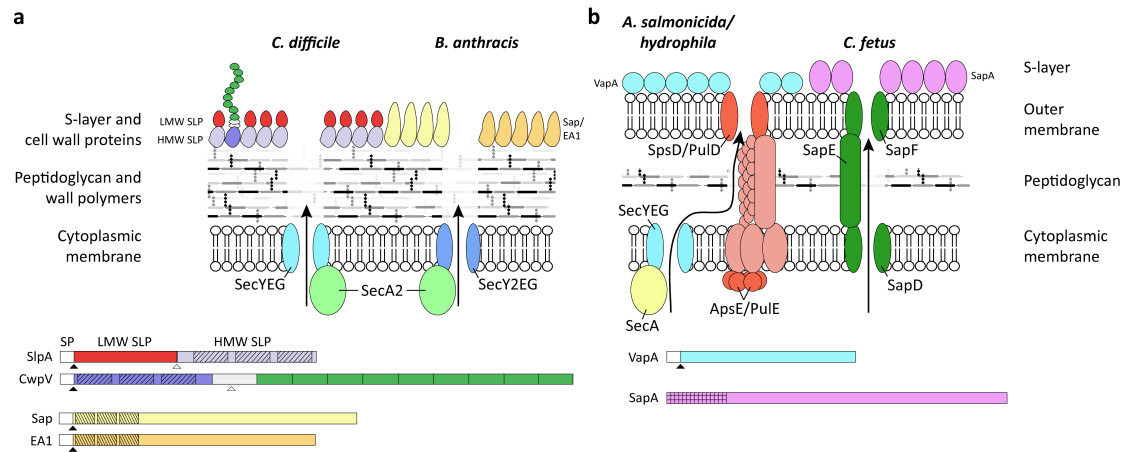 a
C. difficile
B. anthracis
S-layer and
cell wall proteins
LMW SLP
HMW SLP
Sap/
EA1
Peptidoglycan and
wall polymers
Cytoplasmic
membrane
SecYEG
SecA2
SecY2EG
SP
LMW SLP
HMW SLP
SlpA
CwpV
Sap
EA1
b
A. salmonicida/
hydrophila
C. fetus
VapA
SapA
S-layer
Outer
membrane
SpsD/PulD
SapE
SapF
Peptidoglycan
SecYEG
Cytoplasmic
membrane
SapD
ApsE/PulE
SecA
VapA
SapA